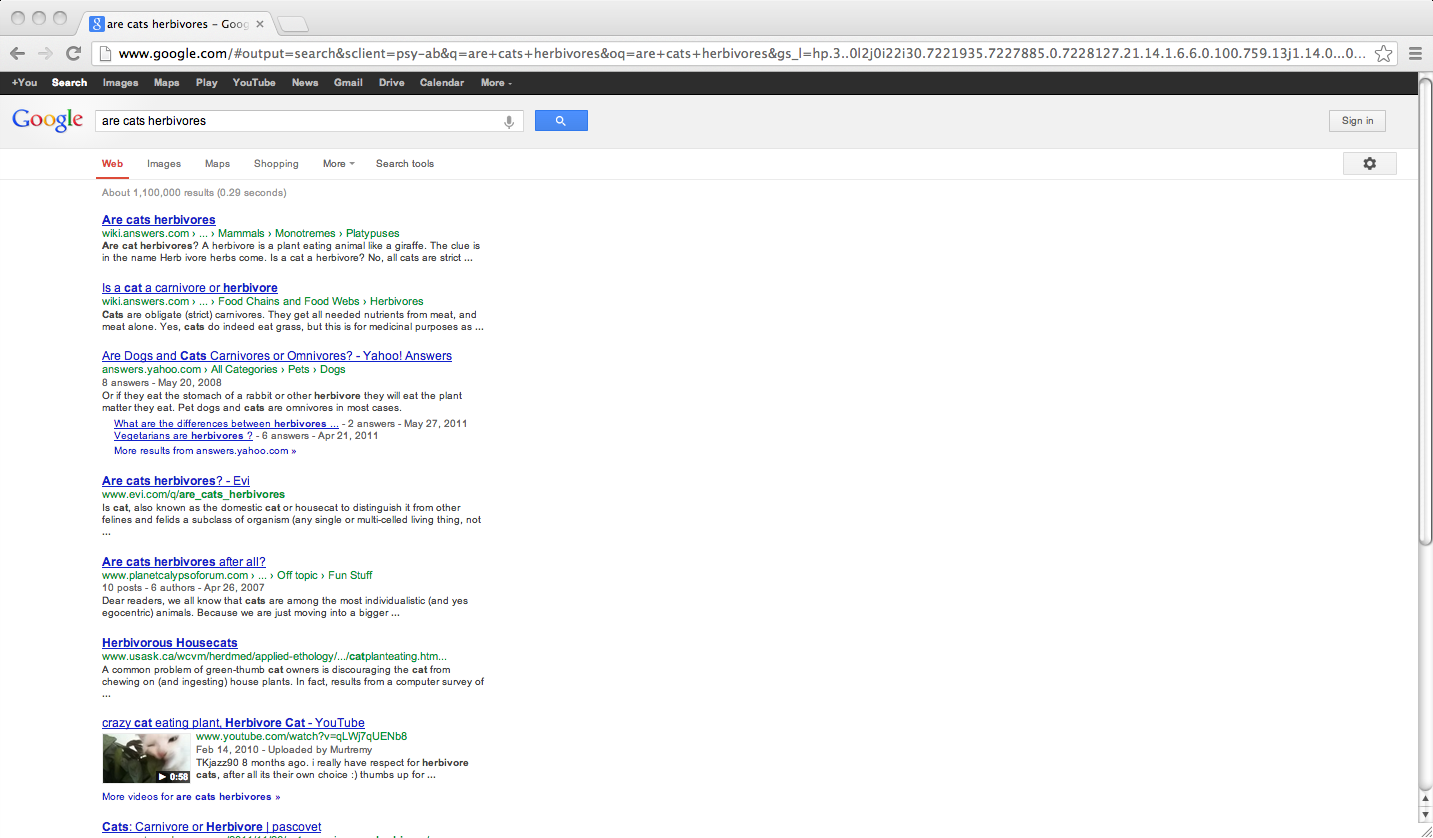 are cats herbivores - Goog
www.google.com/#output=search&sclient=psy-ab&q=are+cats+herbivores&oq=are+cats+herbivores&gs_l=hp.3..0l2j0i22i30.7221935.7227885.0.7228127.21.14.1.6.6.0.100.759.13j1.14.0...0...
+You Search Images Maps Play YouTube News Gmail Drive Calendar More
Google are cats herbivores Sign in
Web Images Maps Shopping More Search tools
About 1,100,000 results (0.29 seconds)
Are cats herbivores
wiki.answers.com › ... › Mammals › Monotremes › Platypuses
Are cat herbivores? A herbivore is a plant eating animal like a giraffe. The clue is
in the name Herb ivore herbs come. Is a cat a herbivore? No, all cats are strict ...
Is a cat a carnivore or herbivore
wiki.answers.com › ... › Food Chains and Food Webs › Herbivores
Cats are obligate (strict) carnivores. They get all needed nutrients from meat, and
meat alone. Yes, cats do indeed eat grass, but this is for medicinal purposes as ...
Are Dogs and Cats Carnivores or Omnivores? - Yahoo! Answers
answers.yahoo.com › All Categories › Pets › Dogs
8 answers - May 20, 2008
Or if they eat the stomach of a rabbit or other herbivore they will eat the plant
matter they eat. Pet dogs and cats are omnivores in most cases.
What are the differences between herbivores ... - 2 answers - May 27, 2011
Vegetarians are herbivores ? - 6 answers - Apr 21, 2011
More results from answers.yahoo.com »
Are cats herbivores? - Evi
www.evi.com/q/are_cats_herbivores
Is cat, also known as the domestic cat or housecat to distinguish it from other
felines and felids a subclass of organism (any single or multi-celled living thing, not
...
Are cats herbivores after all?
www.planetcalypsoforum.com › ... › Off topic › Fun Stuff
10 posts - 6 authors - Apr 26, 2007
Dear readers, we all know that cats are among the most individualistic (and yes
egocentric) animals. Because we are just moving into a bigger ...
Herbivorous Housecats
www.usask.ca/wcvm/herdmed/applied-ethology/.../catplanteating.htm...
A common problem of green-thumb cat owners is discouraging the cat from
chewing on (and ingesting) house plants. In fact, results from a computer survey of
...
crazy cat eating plant, Herbivore Cat - YouTube
www.youtube.com/watch?v=qLWj7qUENb8
Feb 14, 2010 - Uploaded by Murtremy
TKjazz90 8 months ago. i really have respect for herbivore
cats, after all its their own choice :) thumbs up for ...
0:58
More videos for are cats herbivores »
Cats: Carnivore or Herbivore | pascovet